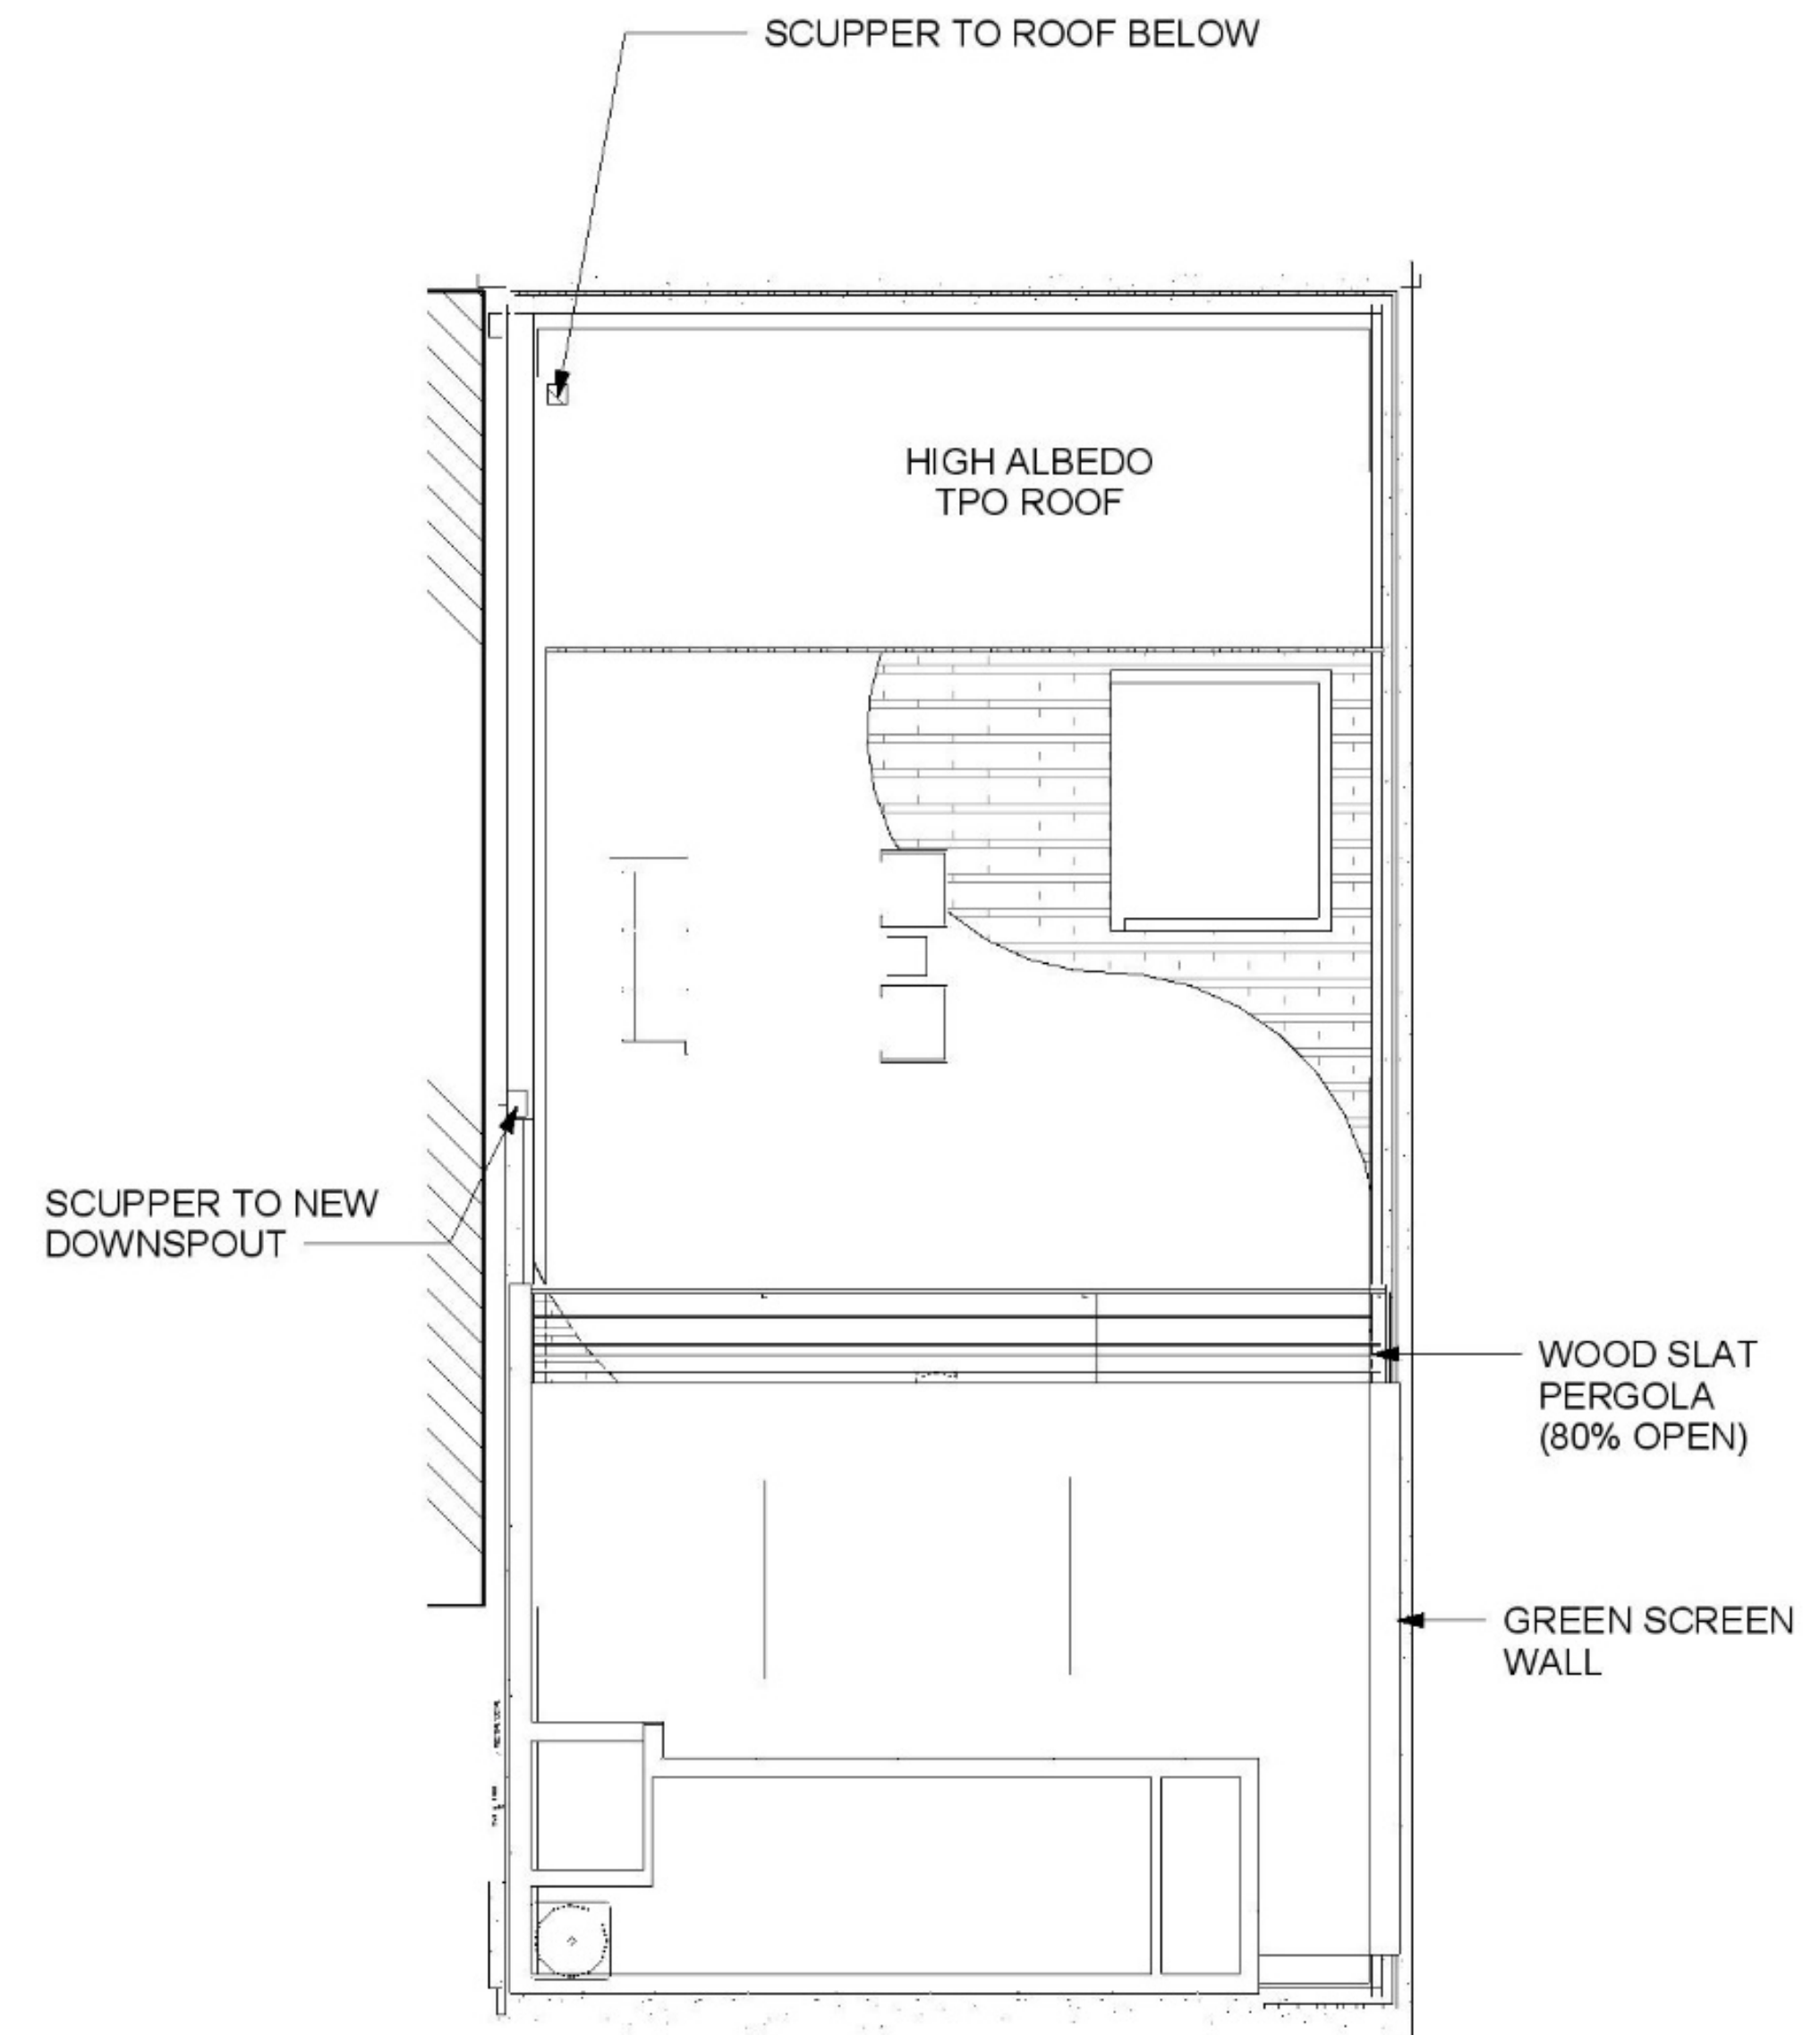 SCUPPER TO ROOF BELOW
HIGH ALBEDO
TPO ROOF
SCUPPER TO NEW
DOWNSPOUT
WOOD SLAT
PERGOLA
(80% OPEN)
GREEN SCREEN
WALL